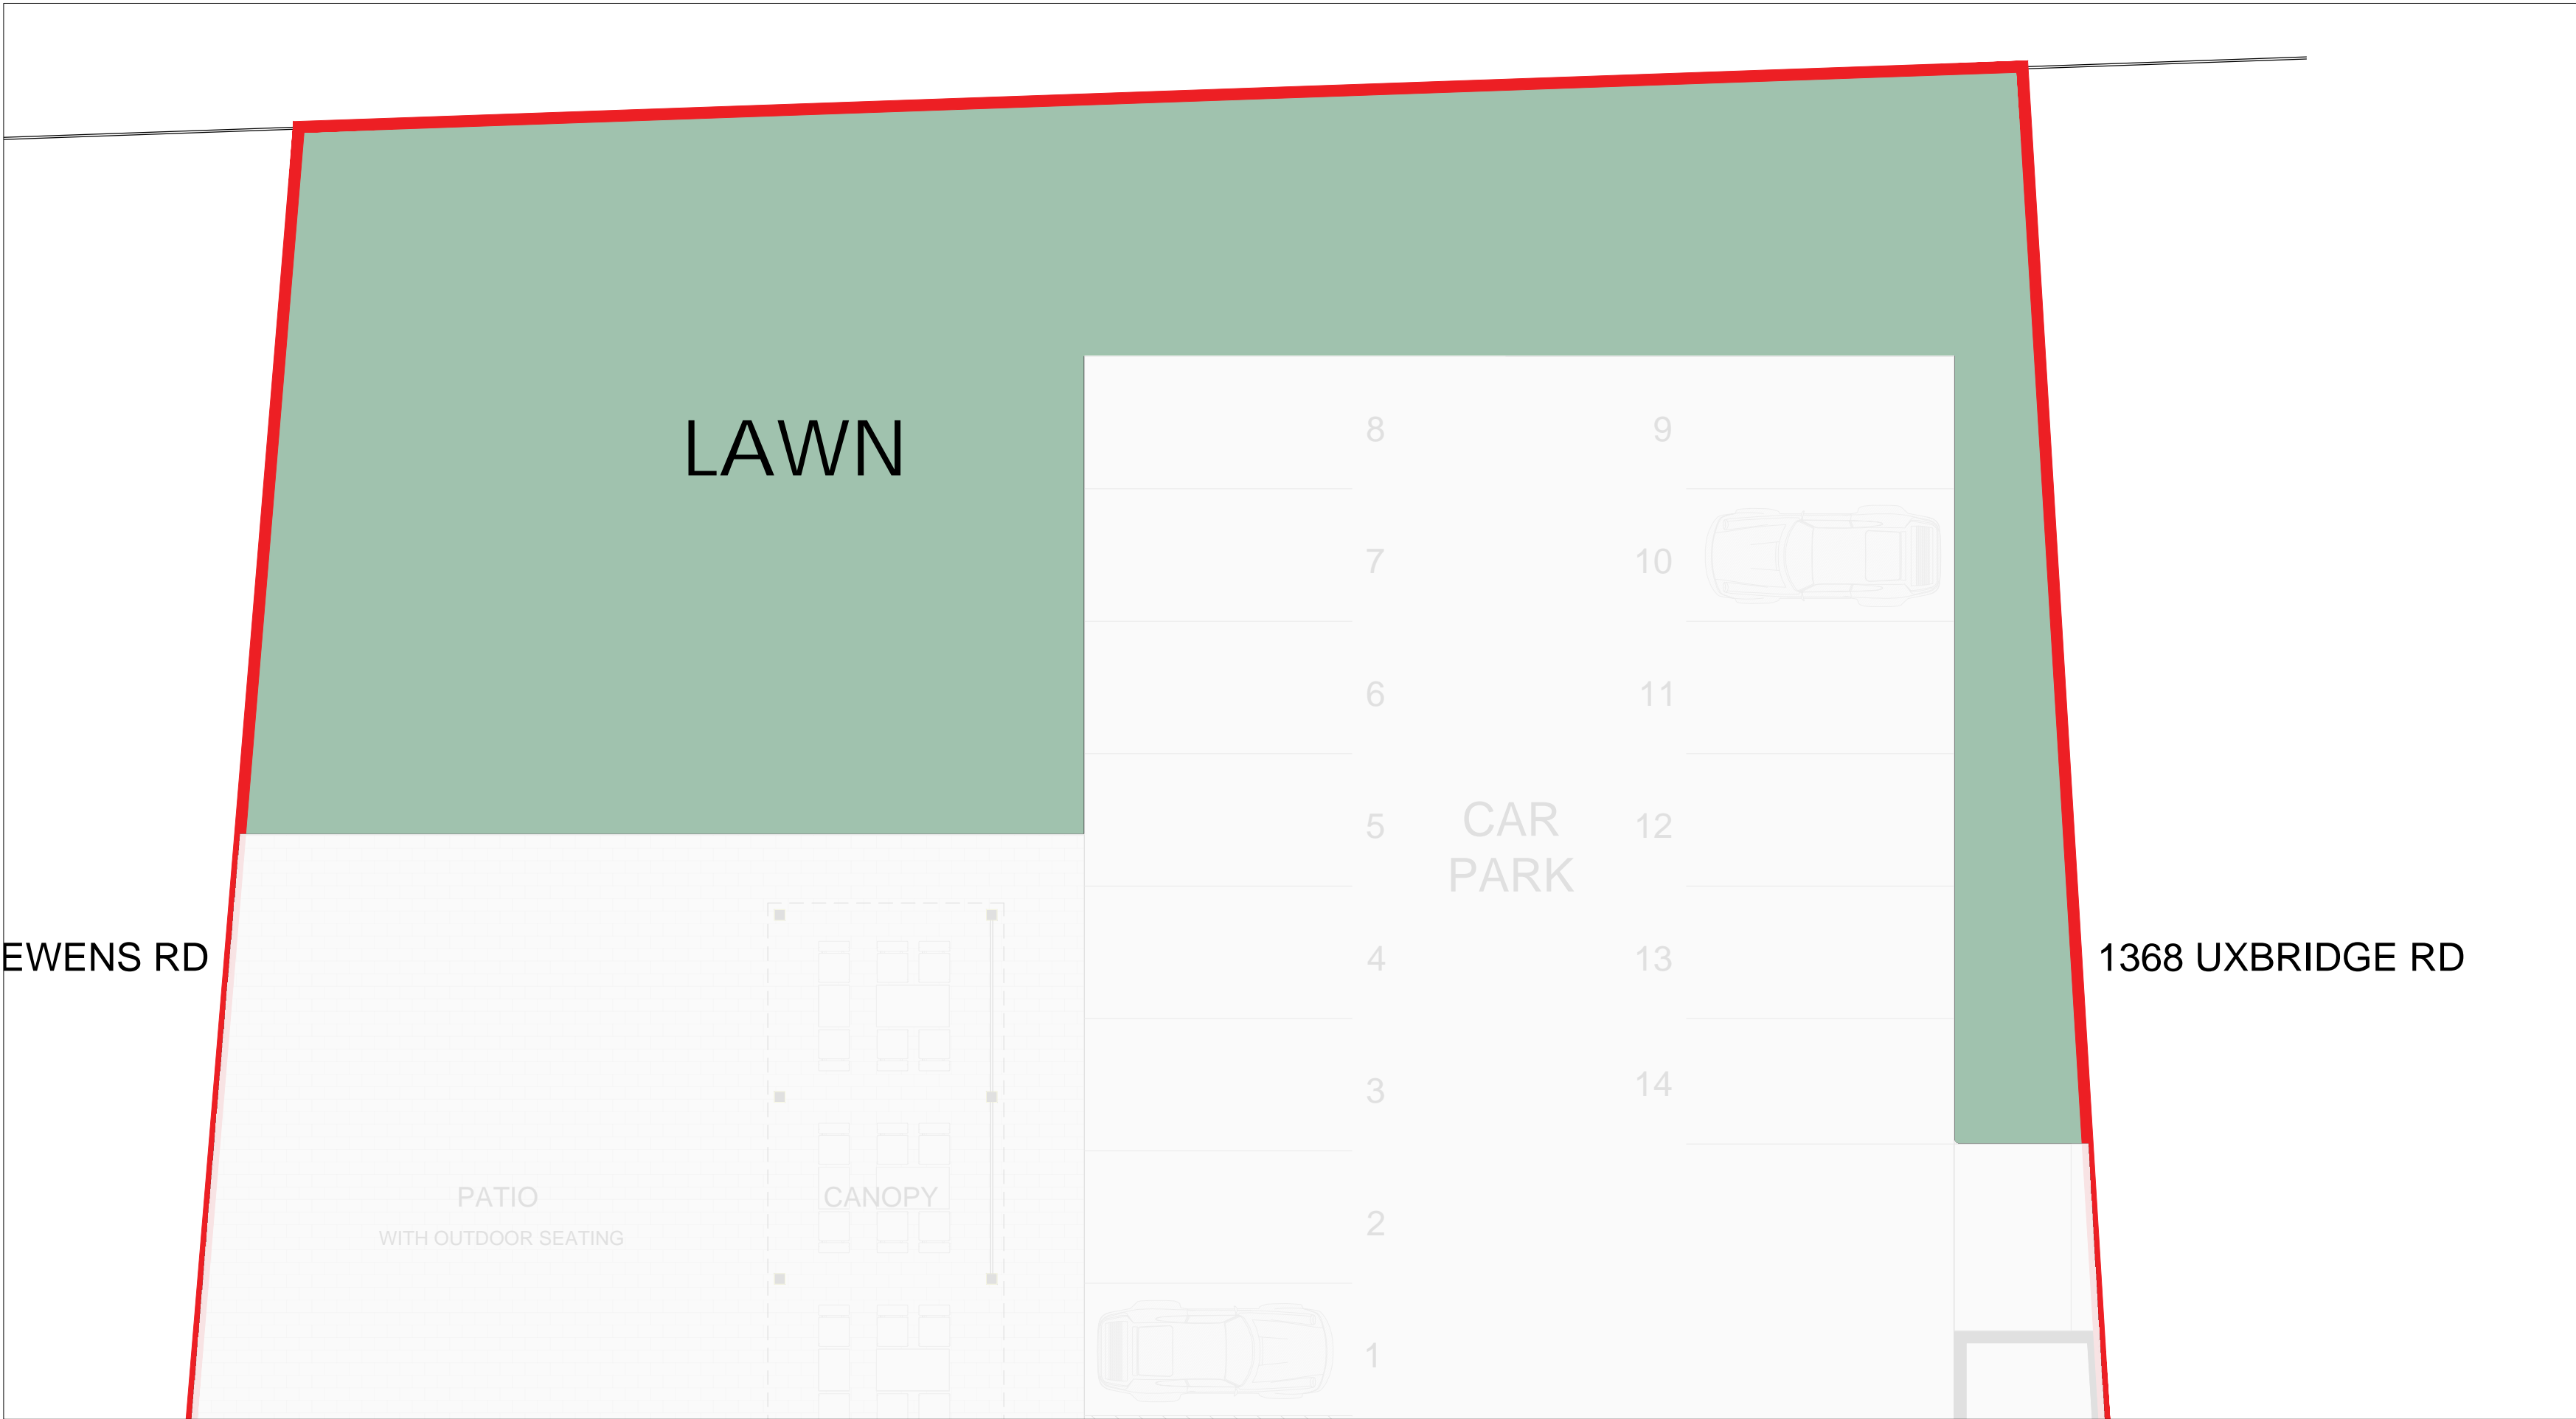 LAWN
8
9
7
10
6
11
5
CAR
PARK
12
EWENS RD
4
13
1368 UXBRIDGE RD
3
14
PATIO
WITH OUTDOOR SEATING
CANOPY
2
1